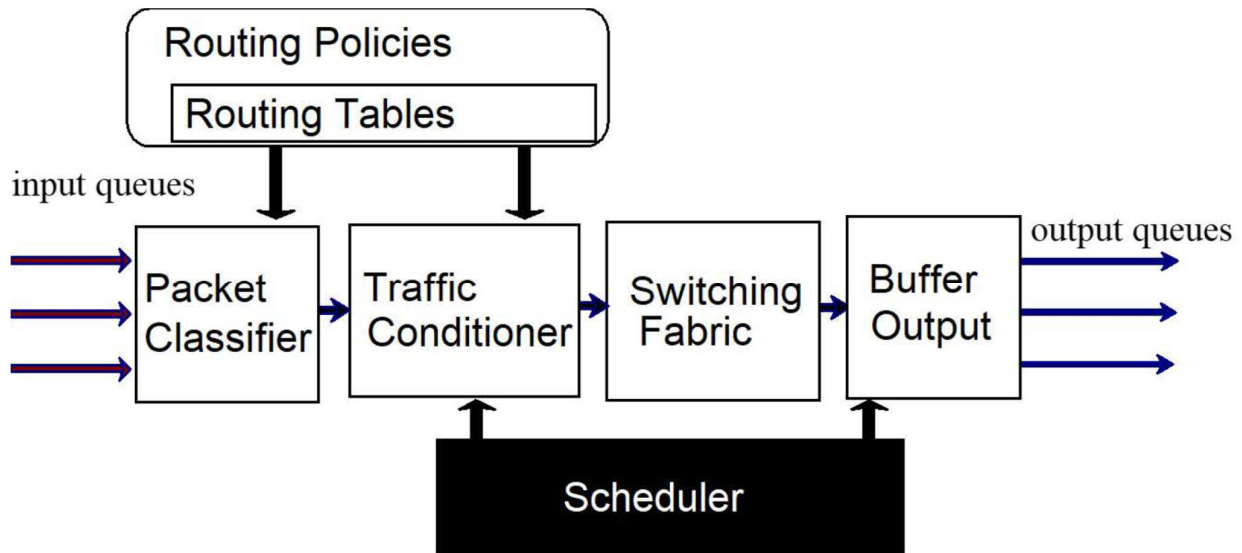 Routing Policies
Routing Tables
input queues
Packet
Classifier
Traffic
Conditioner
Switching
Fabric
Buffer
Output
output queues
Scheduler